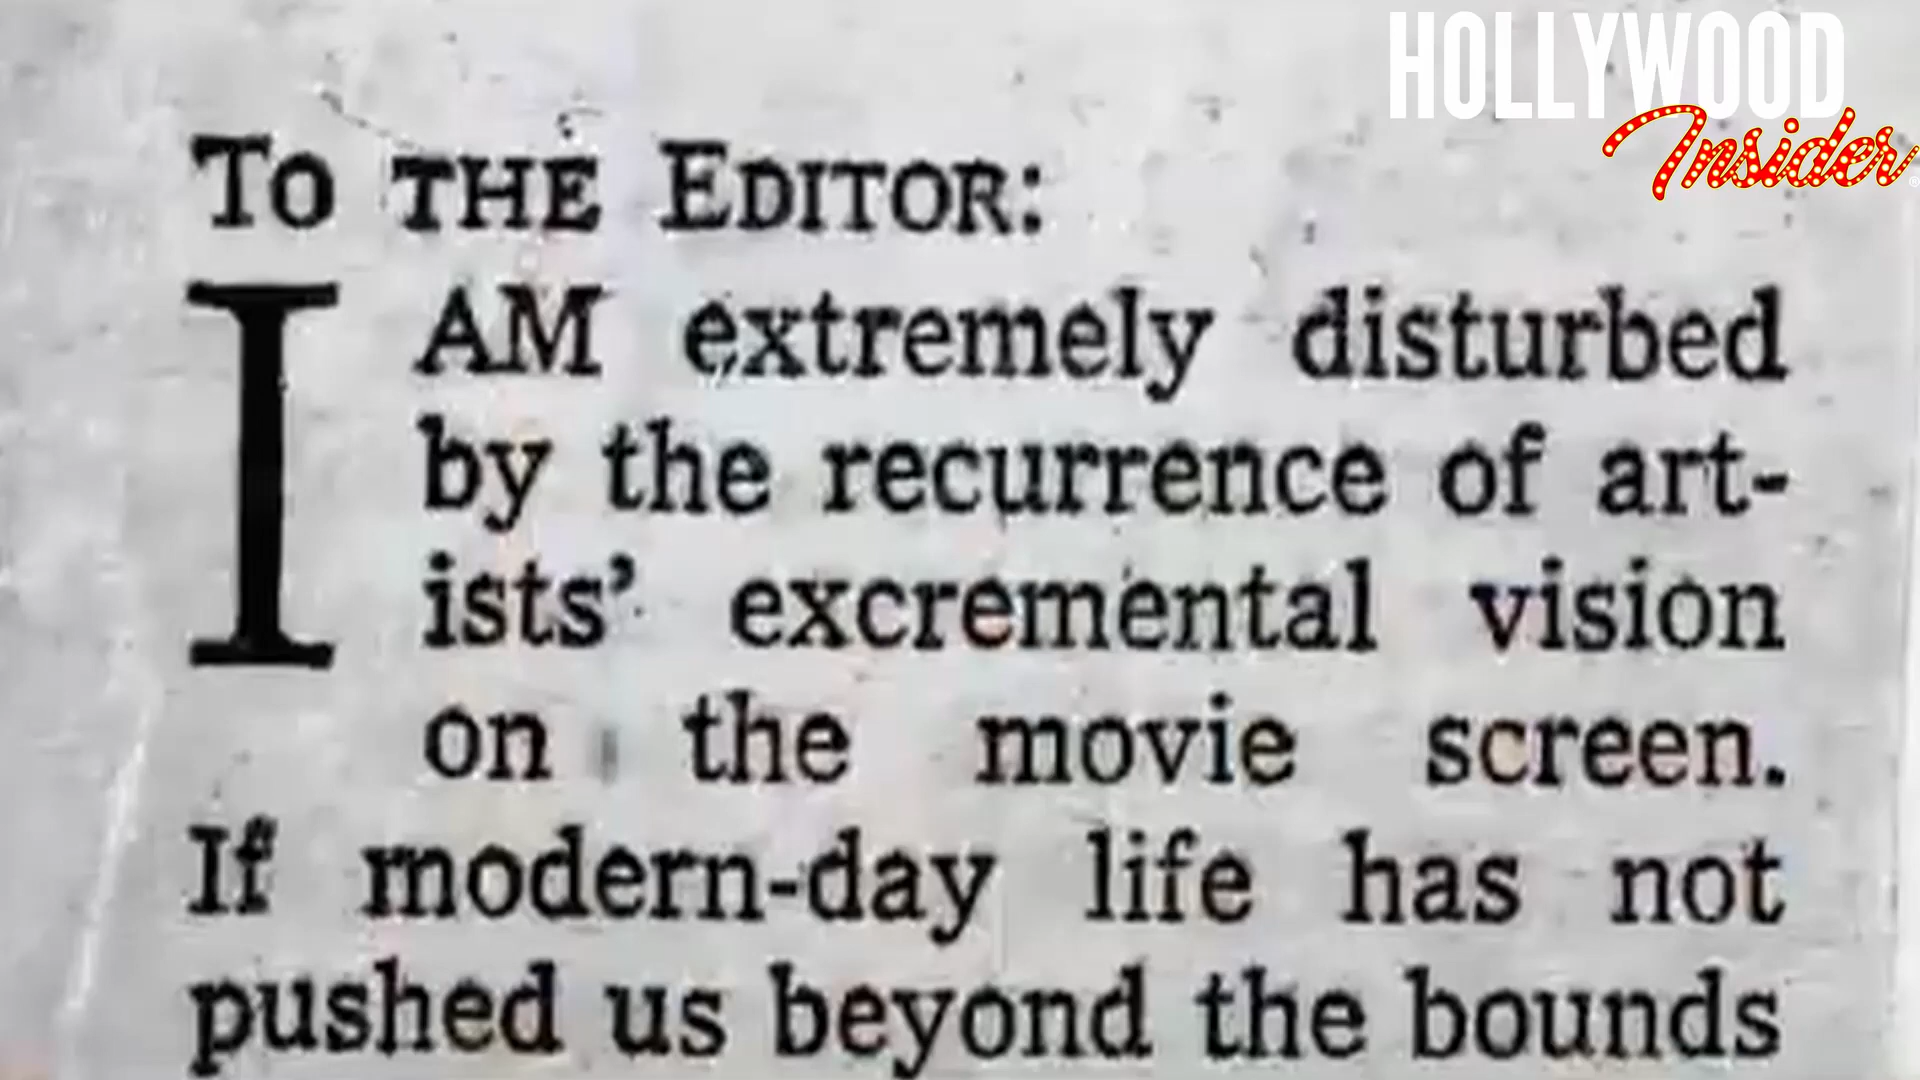 HOLLYWOOD
Insider
TO THE EDITOR:
I AM extremely disturbed
by the recurrence of art-
ists' excremental vision
on the movie screen.
If modern-day life has not
pushed us beyond the bounds